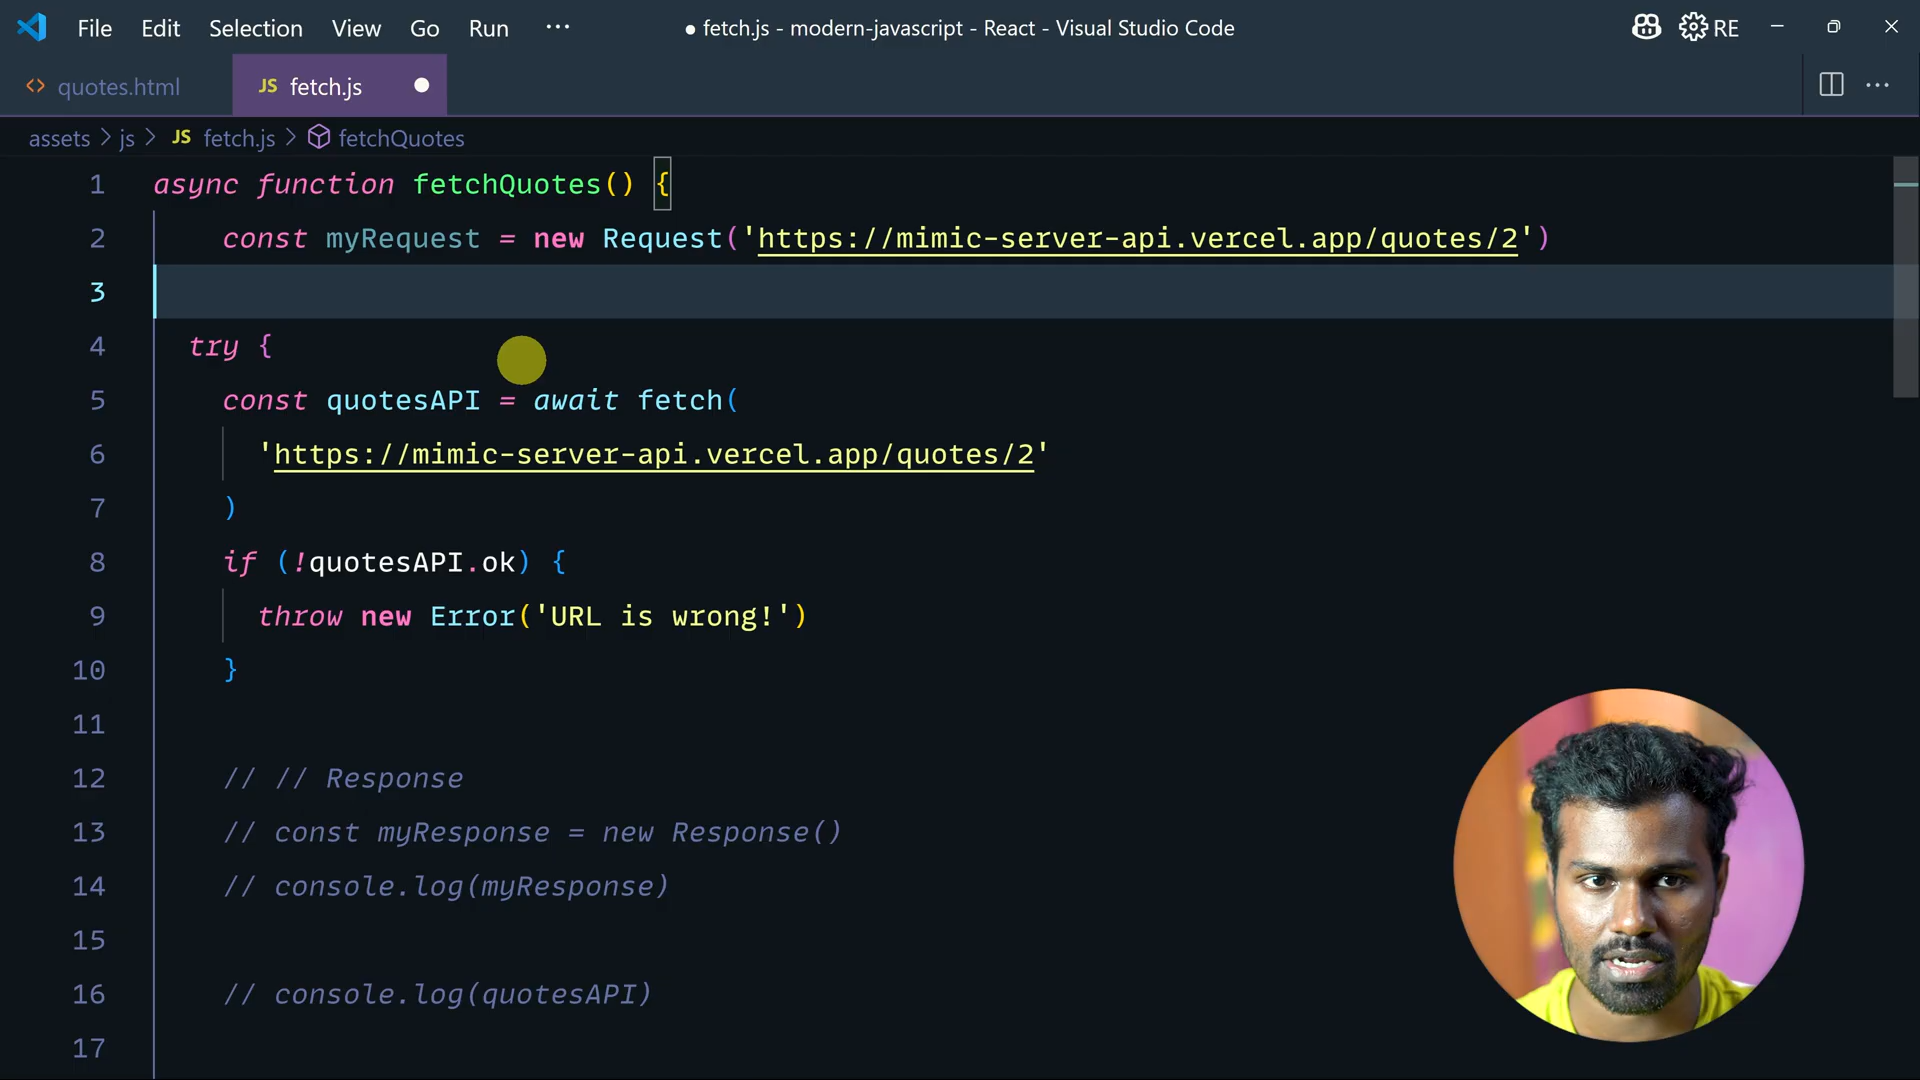 File Edit Selection View Go Run ··· ● fetch.js - modern-javascript - React - Visual Studio Code RE
<> quotes.html JS fetch.js ● ···
assets > js > JS fetch.js > fetchQuotes
1 async function fetchQuotes() {
2 const myRequest = new Request('https://mimic-server-api.vercel.app/quotes/2')
3
4 try {
5 const quotesAPI = await fetch(
6 'https://mimic-server-api.vercel.app/quotes/2'
7 )
8 if (!quotesAPI.ok) {
9 throw new Error('URL is wrong!')
10 }
11
12 // // Response
13 // const myResponse = new Response()
14 // console.log(myResponse)
15
16 // console.log(quotesAPI)
17